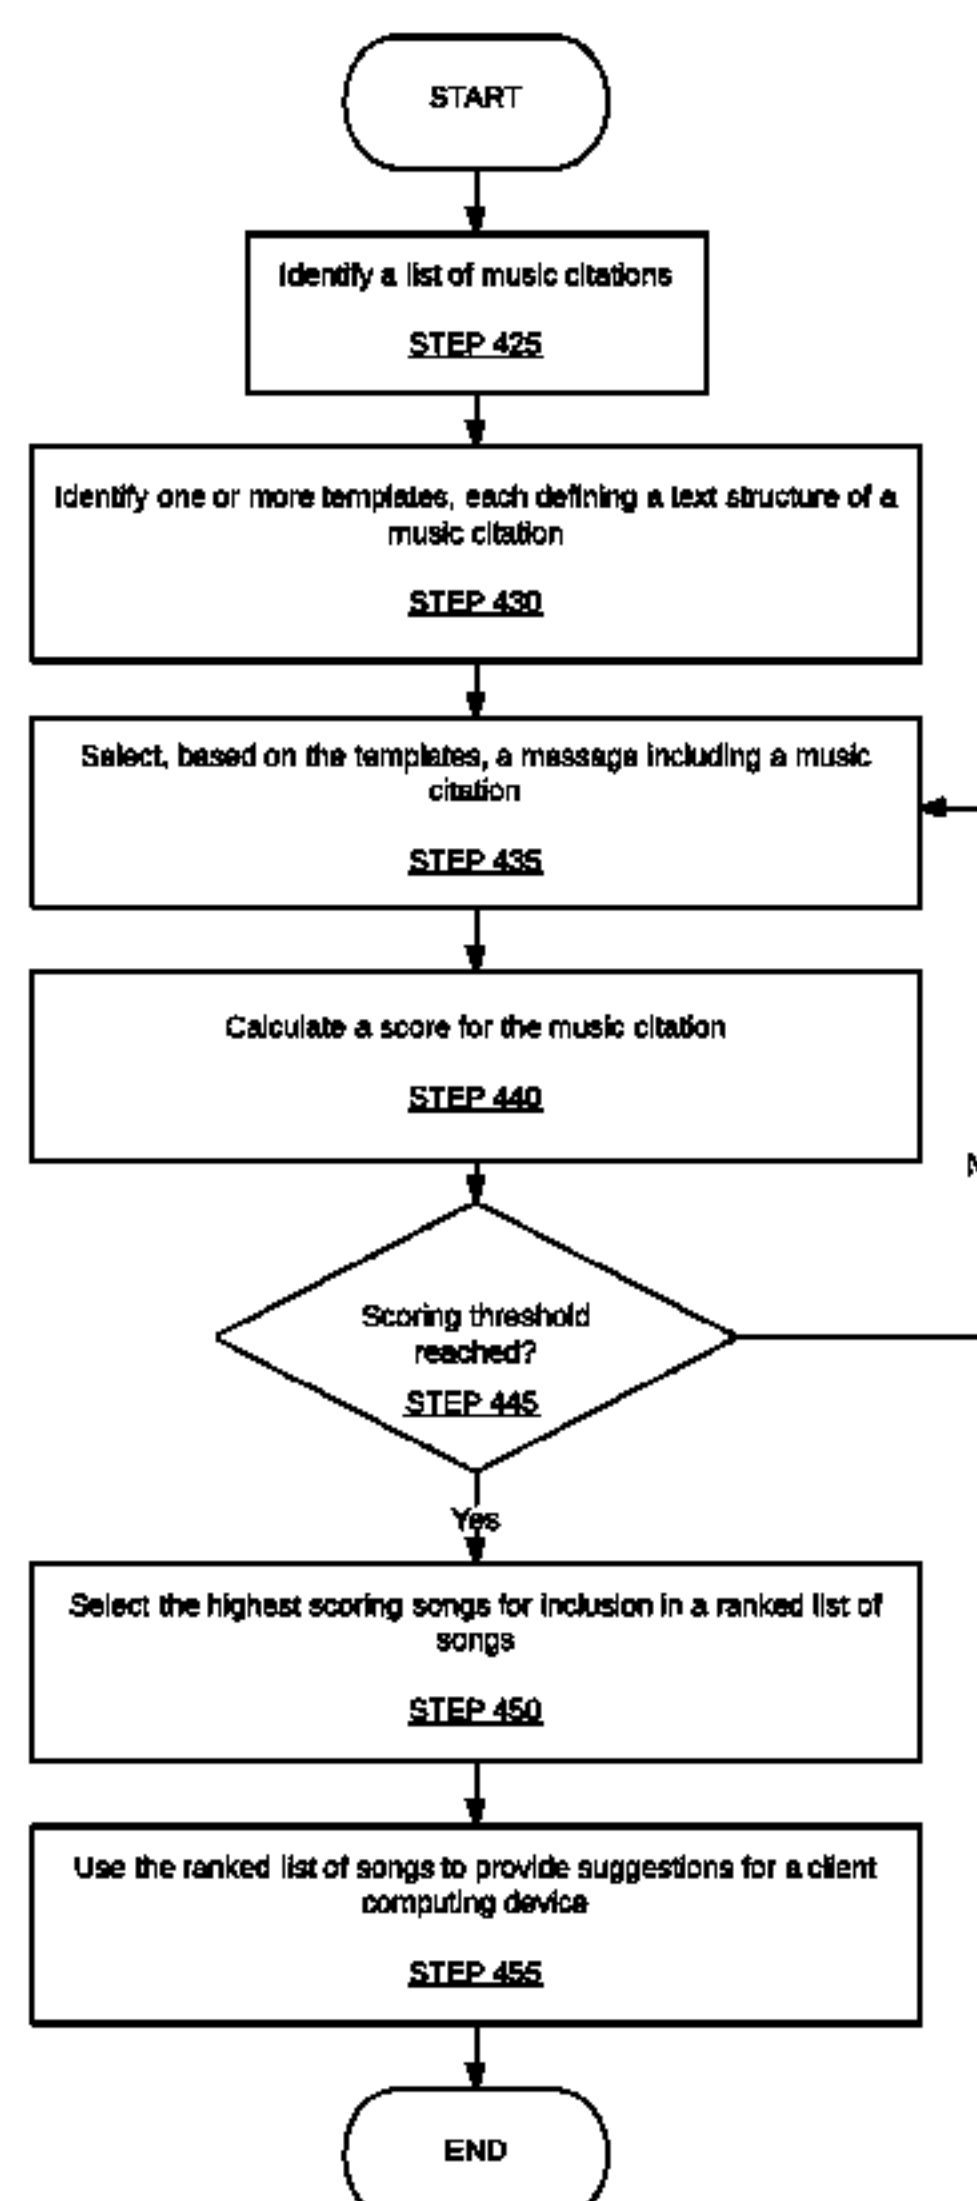 START
Identify a list of music citations
STEP 425
Identify one or more templates, each defining a text structure of a
music citation
STEP 430
Select, based on the templates, a message including a music
citation
STEP 435
Calculate a score for the music citation
STEP 440
Scoring threshold
reached?
STEP 445
Yes
Select the highest scoring songs for inclusion in a ranked list of
songs
STEP 450
Use the ranked list of songs to provide suggestions for a client
computing device
STEP 455
END